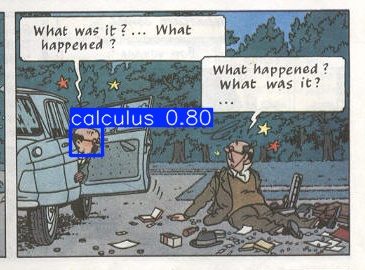 What was it?... What
happened?
What happened?
What was it?
...
calculus 0.80